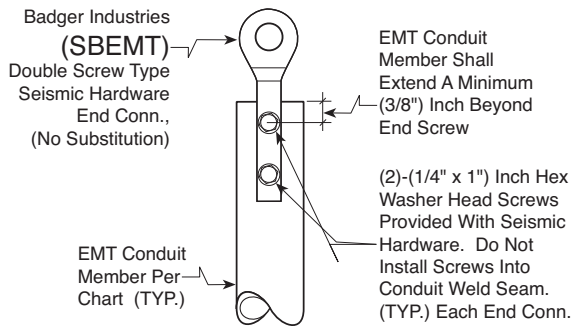 Badger Industries
(SBEMT)
Double Screw Type
Seismic Hardware
End Conn.,
(No Substitution)
EMT Conduit
Member Shall
Extend A Minimum
(3/8") Inch Beyond
End Screw
(2)-(1/4" x 1") Inch Hex
Washer Head Screws
Provided With Seismic
Hardware. Do Not
Install Screws Into
Conduit Weld Seam.
(TYP.) Each End Conn.
EMT Conduit
Member Per
Chart (TYP.)